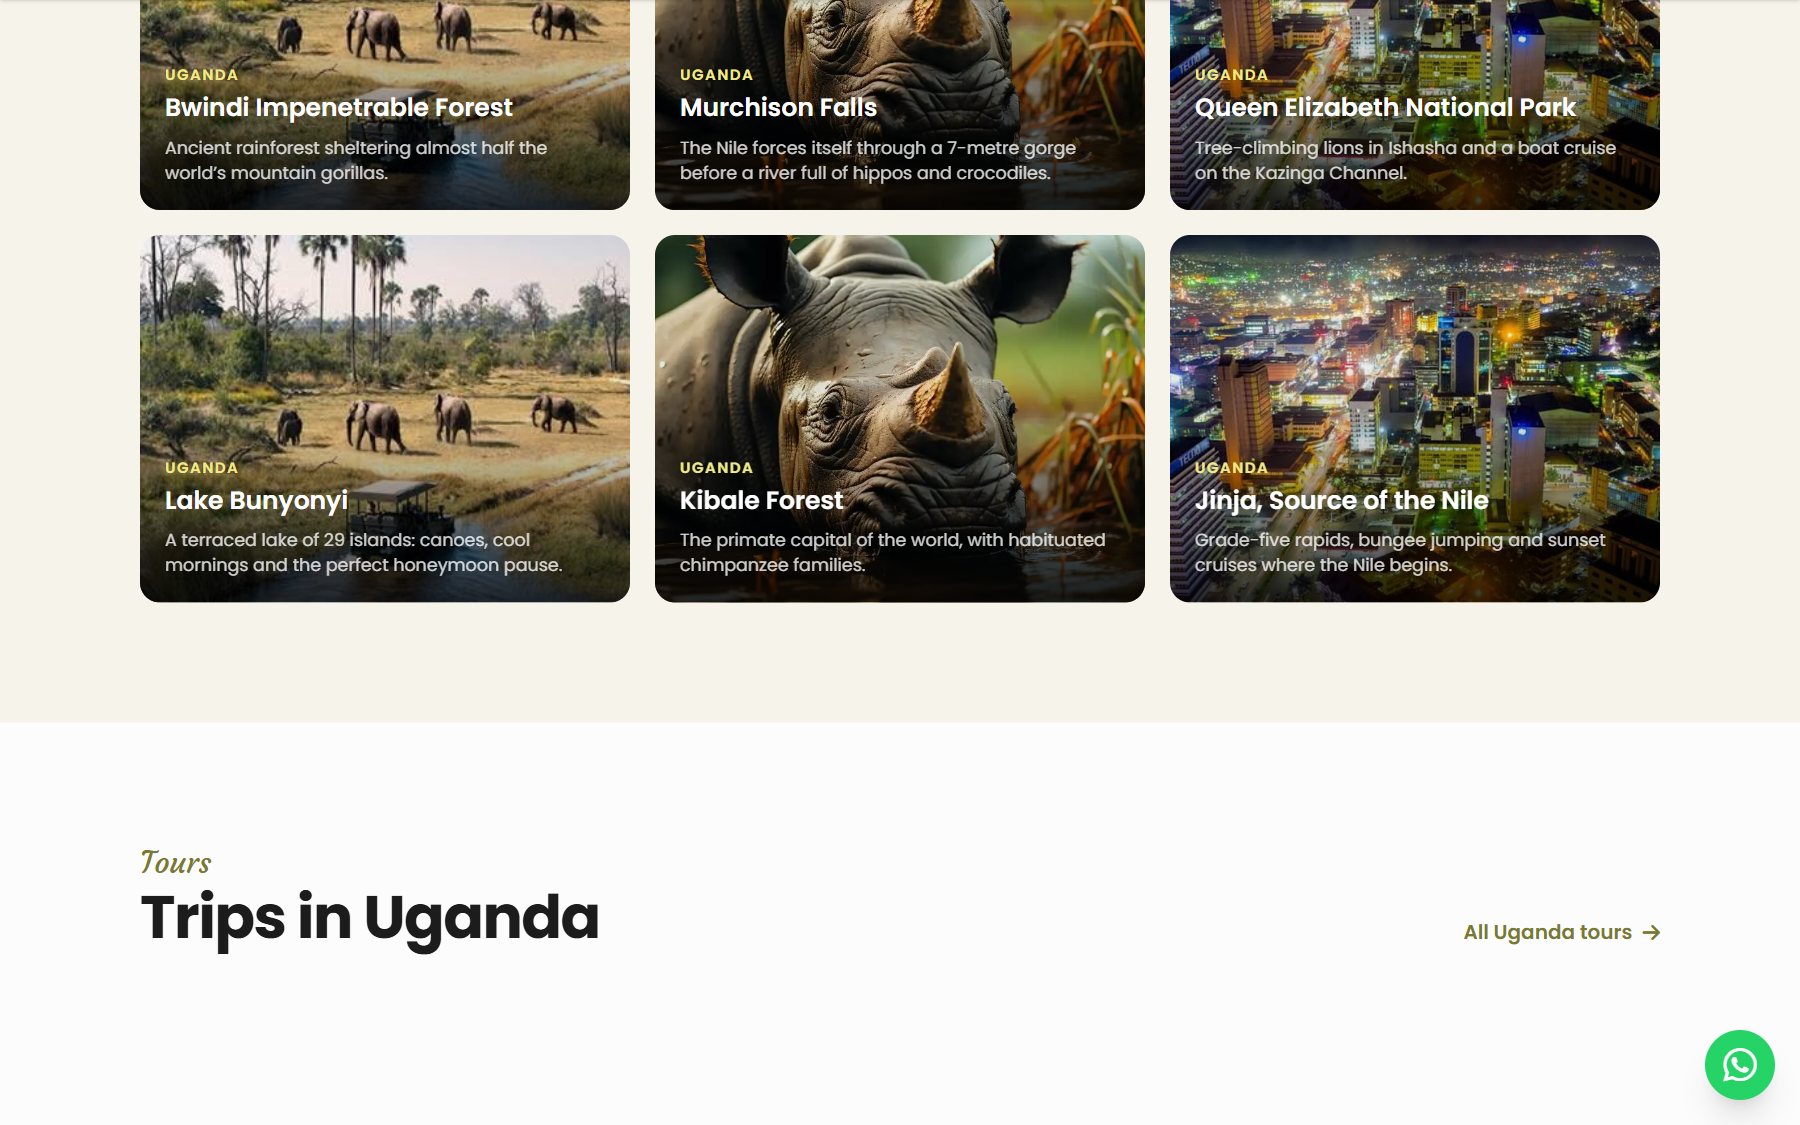 UGANDA
Bwindi Impenetrable Forest
Ancient rainforest sheltering almost half the
world’s mountain gorillas.
UGANDA
Murchison Falls
The Nile forces itself through a 7-metre gorge
before a river full of hippos and crocodiles.
TECNO
UGANDA
Queen Elizabeth National Park
Tree-climbing lions in Ishasha and a boat cruise
on the Kazinga Channel.
UGANDA
Lake Bunyonyi
A terraced lake of 29 islands: canoes, cool
mornings and the perfect honeymoon pause.
UGANDA
Kibale Forest
The primate capital of the world, with habituated
chimpanzee families.
TECNO
UGANDA
Jinja, Source of the Nile
Grade-five rapids, bungee jumping and sunset
cruises where the Nile begins.
Tours
Trips in Uganda
All Uganda tours